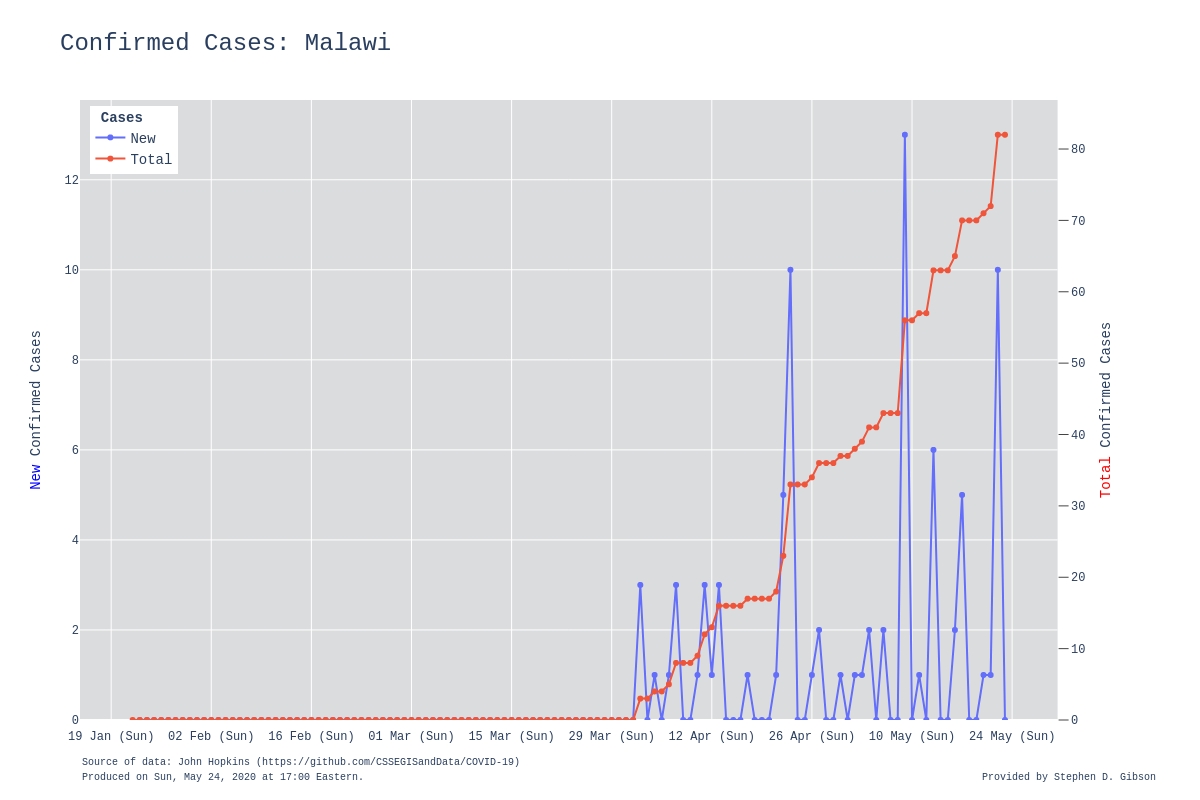 Confirmed Cases: Malawi
Cases
New
Total
12
10
8
6
4
2
0
80
70
60
50
40
30
20
10
0
New Confirmed Cases
Total Confirmed Cases
19 Jan (Sun) 02 Feb (Sun) 16 Feb (Sun) 01 Mar (Sun) 15 Mar (Sun) 29 Mar (Sun) 12 Apr (Sun) 26 Apr (Sun) 10 May (Sun) 24 May (Sun)
Source of data: John Hopkins (https://github.com/CSSEGISandData/COVID-19)
Produced on Sun, May 24, 2020 at 17:00 Eastern.
Provided by Stephen D. Gibson